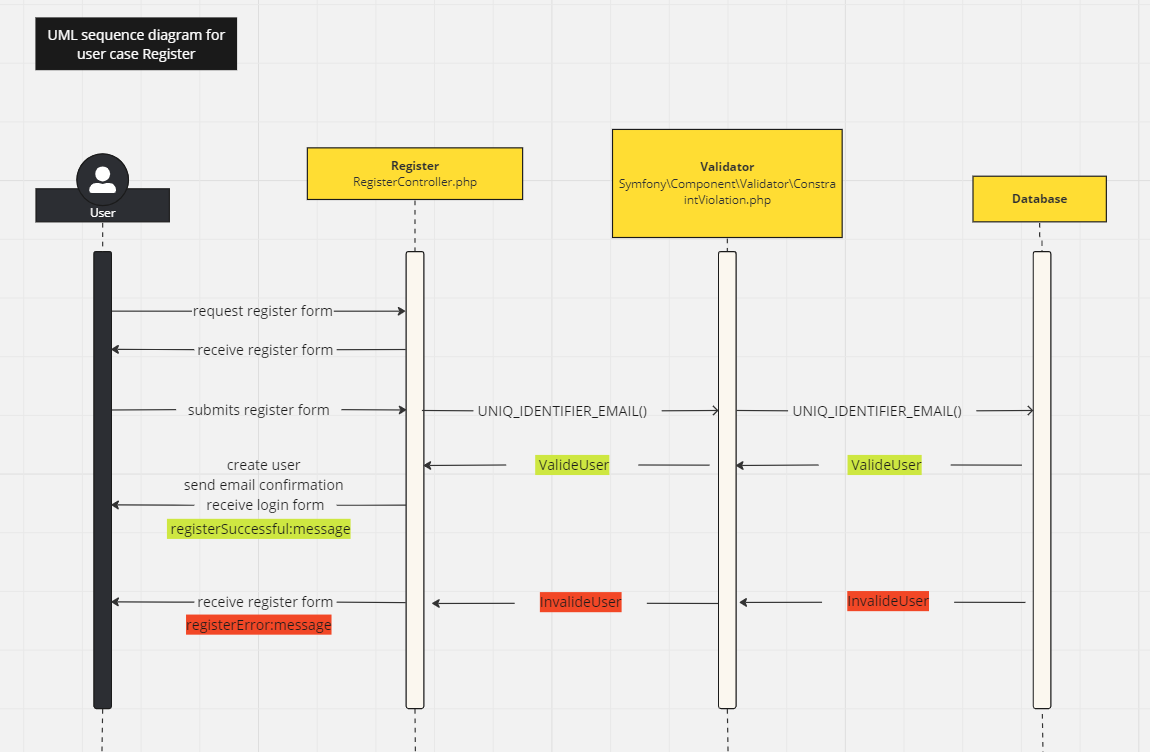 UML sequence diagram for
user case Register
User
Register
RegisterController.php
Validator
Symfony\Component\Validator\Constra
intViolation.php
Database
request register form
receive register form
submits register form
UNIQ_IDENTIFIER_EMAIL()
UNIQ_IDENTIFIER_EMAIL()
create user
send email confirmation
receive login form
registerSuccessful:message
ValideUser
ValideUser
receive register form
registerError:message
InvalideUser
InvalideUser